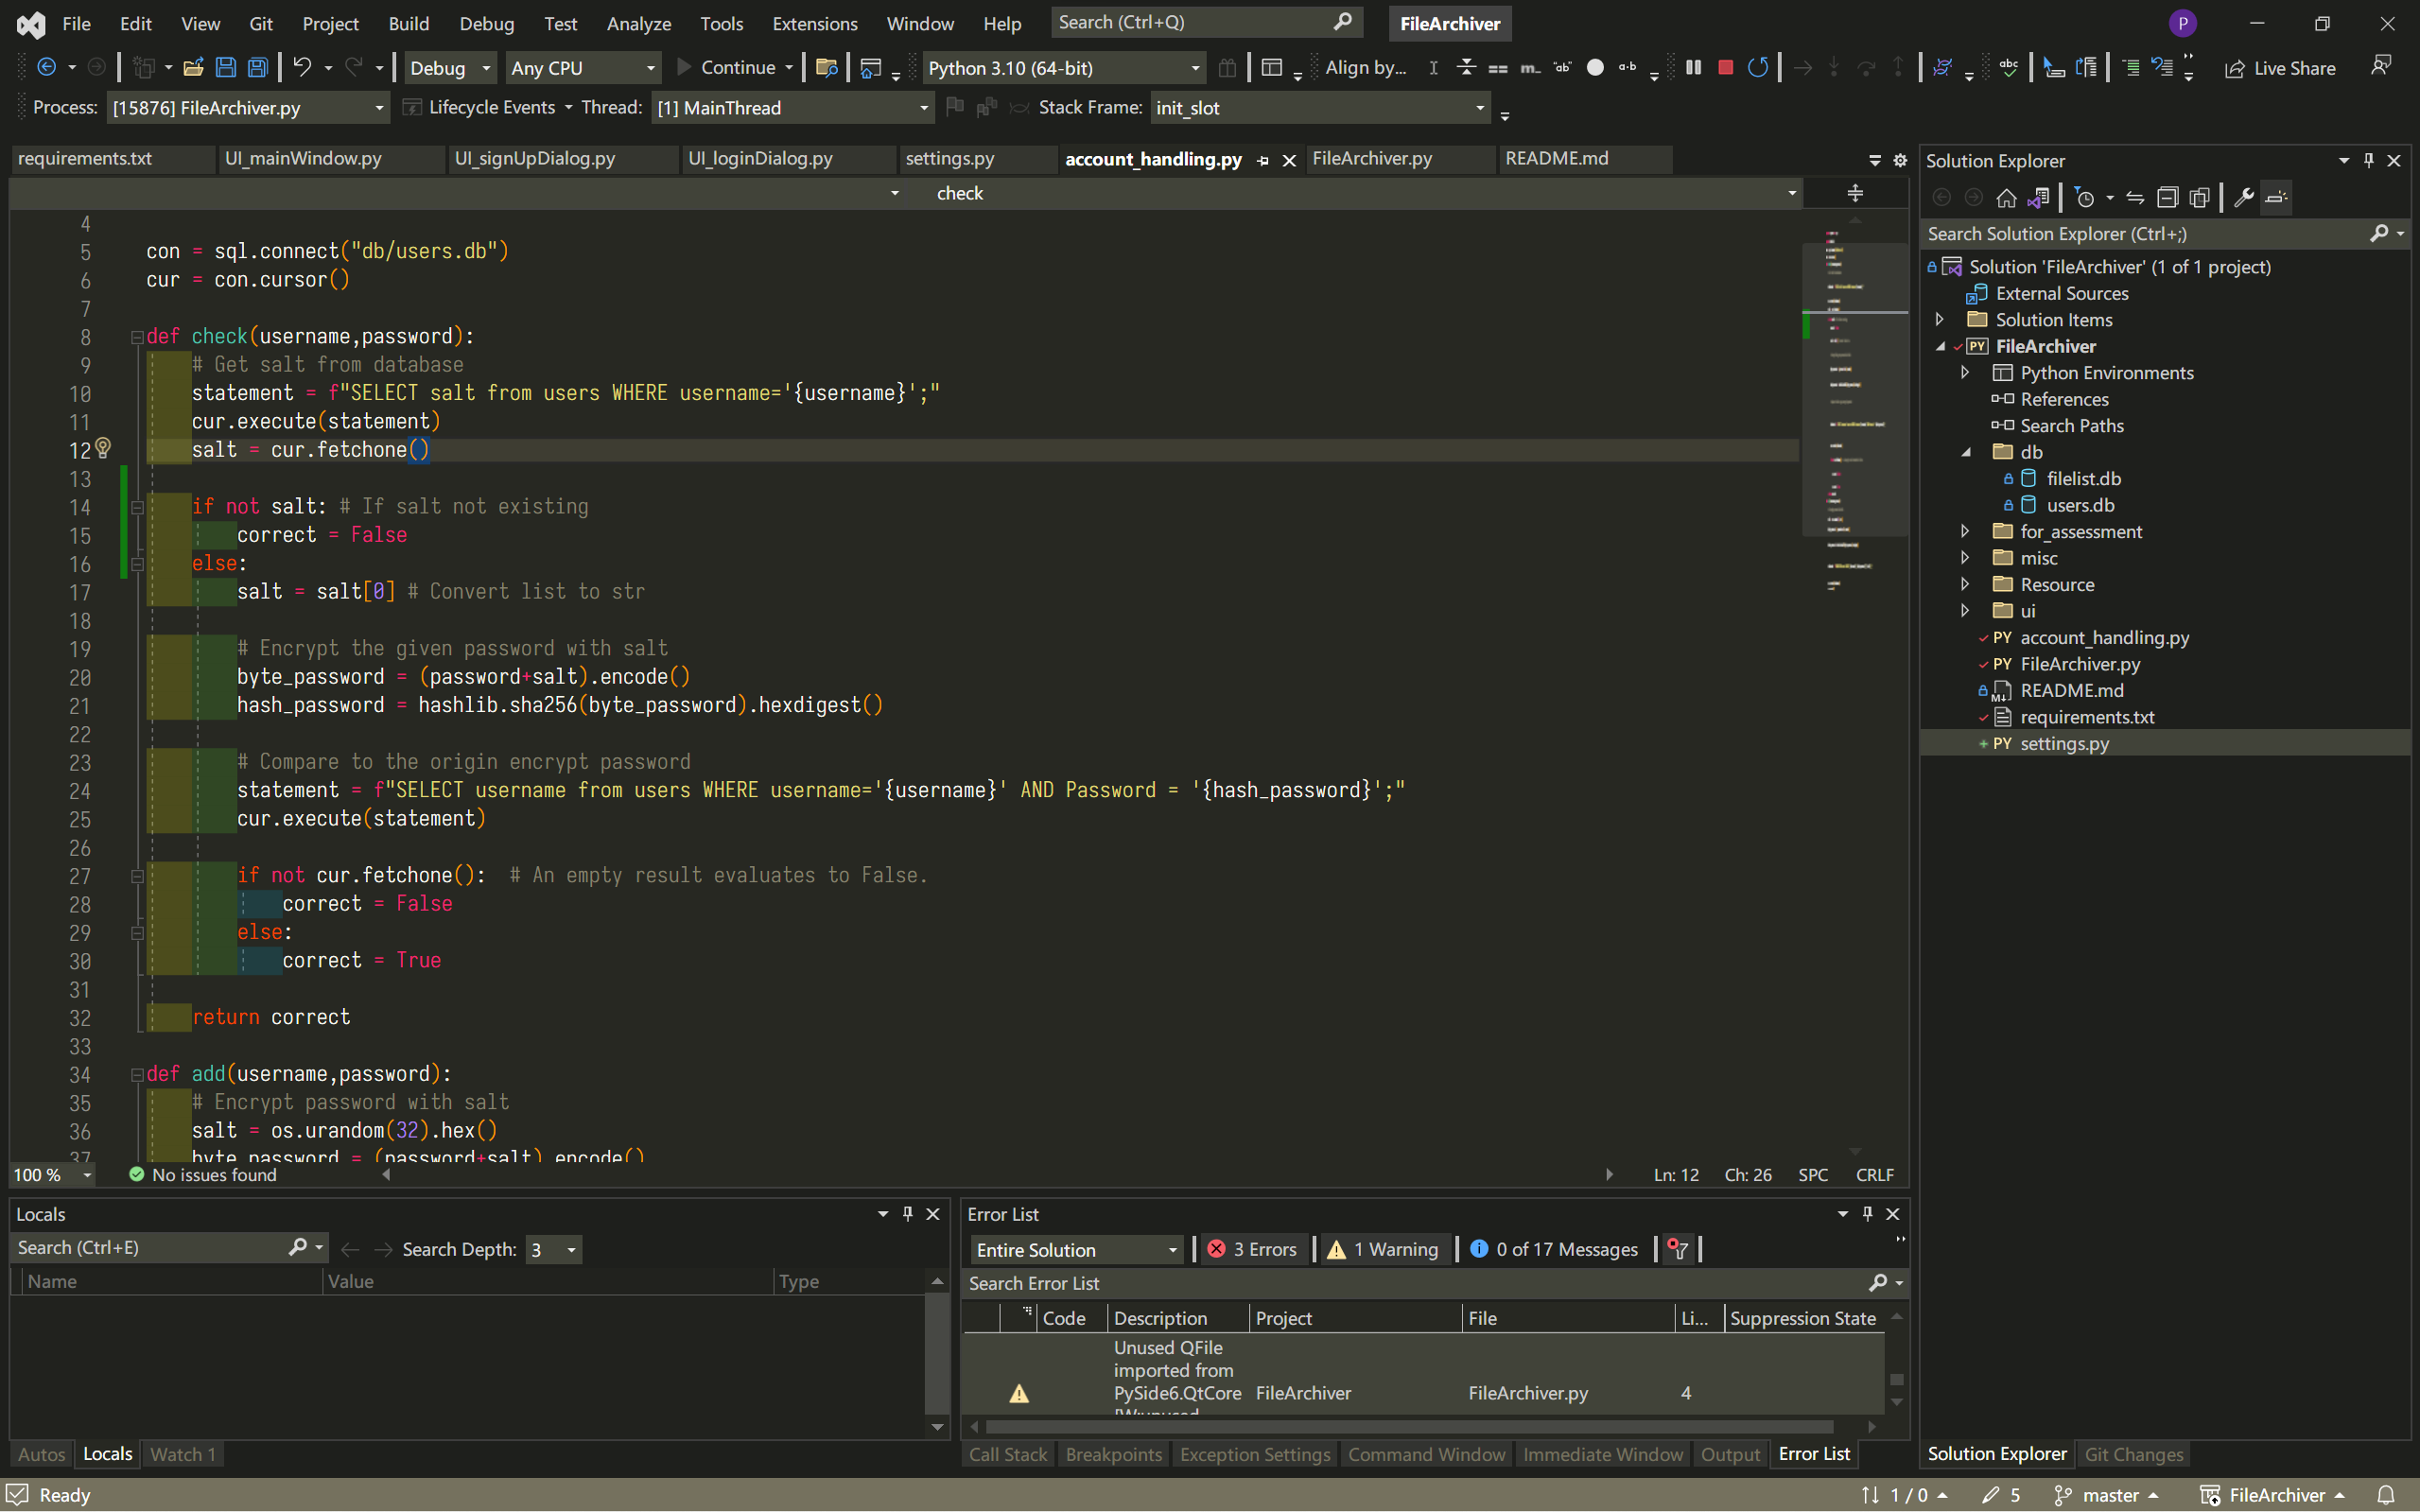 File Edit View Git Project Build Debug Test Analyze Tools Extensions Window Help Search (Ctrl+Q) FileArchiver P
Debug Any CPU Continue Python 3.10 (64-bit) Align by... Live Share
Process: [15876] FileArchiver.py Lifecycle Events Thread: [1] MainThread Stack Frame: init_slot
requirements.txt UI_mainWindow.py UI_signUpDialog.py UI_loginDialog.py settings.py account_handling.py FileArchiver.py README.md
check
4
5 con = sql.connect("db/users.db")
6 cur = con.cursor()
7
8 def check(username,password):
9 # Get salt from database
10 statement = f"SELECT salt from users WHERE username='{username}';"
11 cur.execute(statement)
12 salt = cur.fetchone()
13
14 if not salt: # If salt not existing
15 correct = False
16 else:
17 salt = salt[0] # Convert list to str
18
19 # Encrypt the given password with salt
20 byte_password = (password+salt).encode()
21 hash_password = hashlib.sha256(byte_password).hexdigest()
22
23 # Compare to the origin encrypt password
24 statement = f"SELECT username from users WHERE username='{username}' AND Password = '{hash_password}';"
25 cur.execute(statement)
26
27 if not cur.fetchone(): # An empty result evaluates to False.
28 correct = False
29 else:
30 correct = True
31
32 return correct
33
34 def add(username,password):
35 # Encrypt password with salt
36 salt = os.urandom(32).hex()
37 byte_password = (password+salt).encode()
100 % No issues found Ln: 12 Ch: 26 SPC CRLF
Solution Explorer
Search Solution Explorer (Ctrl+;)
Solution 'FileArchiver' (1 of 1 project)
External Sources
Solution Items
PY FileArchiver
Python Environments
References
Search Paths
db
filelist.db
users.db
for_assessment
misc
Resource
ui
PY account_handling.py
PY FileArchiver.py
README.md
requirements.txt
PY settings.py
Locals
Search (Ctrl+E) Search Depth: 3
Name Value Type
Autos Locals Watch 1
Error List
Entire Solution 3 Errors 1 Warning 0 of 17 Messages
Search Error List
Code Description Project File Li... Suppression State
Unused QFile
imported from
PySide6.QtCore FileArchiver FileArchiver.py 4
Call Stack Breakpoints Exception Settings Command Window Immediate Window Output Error List
Solution Explorer Git Changes
Ready 1 / 0 5 master FileArchiver